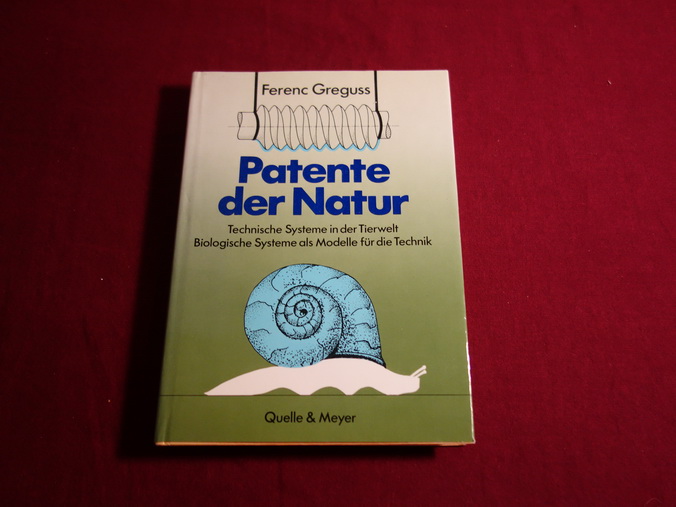 Ferenc Greguss
Patente
der Natur
Technische Systeme in der Tierwelt
Biologische Systeme als Modelle für die Technik
Quelle & Meyer